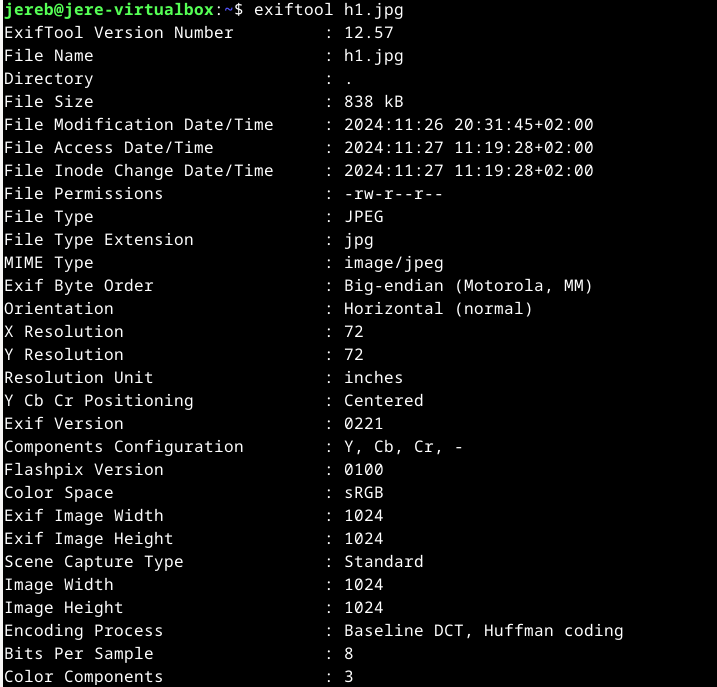 jereb@jere-virtualbox:~$ exiftool h1.jpg
ExifTool Version Number : 12.57
File Name : h1.jpg
Directory : .
File Size : 838 kB
File Modification Date/Time : 2024:11:26 20:31:45+02:00
File Access Date/Time : 2024:11:27 11:19:28+02:00
File Inode Change Date/Time : 2024:11:27 11:19:28+02:00
File Permissions : -rw-r--r--
File Type : JPEG
File Type Extension : jpg
MIME Type : image/jpeg
Exif Byte Order : Big-endian (Motorola, MM)
Orientation : Horizontal (normal)
X Resolution : 72
Y Resolution : 72
Resolution Unit : inches
Y Cb Cr Positioning : Centered
Exif Version : 0221
Components Configuration : Y, Cb, Cr, -
Flashpix Version : 0100
Color Space : sRGB
Exif Image Width : 1024
Exif Image Height : 1024
Scene Capture Type : Standard
Image Width : 1024
Image Height : 1024
Encoding Process : Baseline DCT, Huffman coding
Bits Per Sample : 8
Color Components : 3